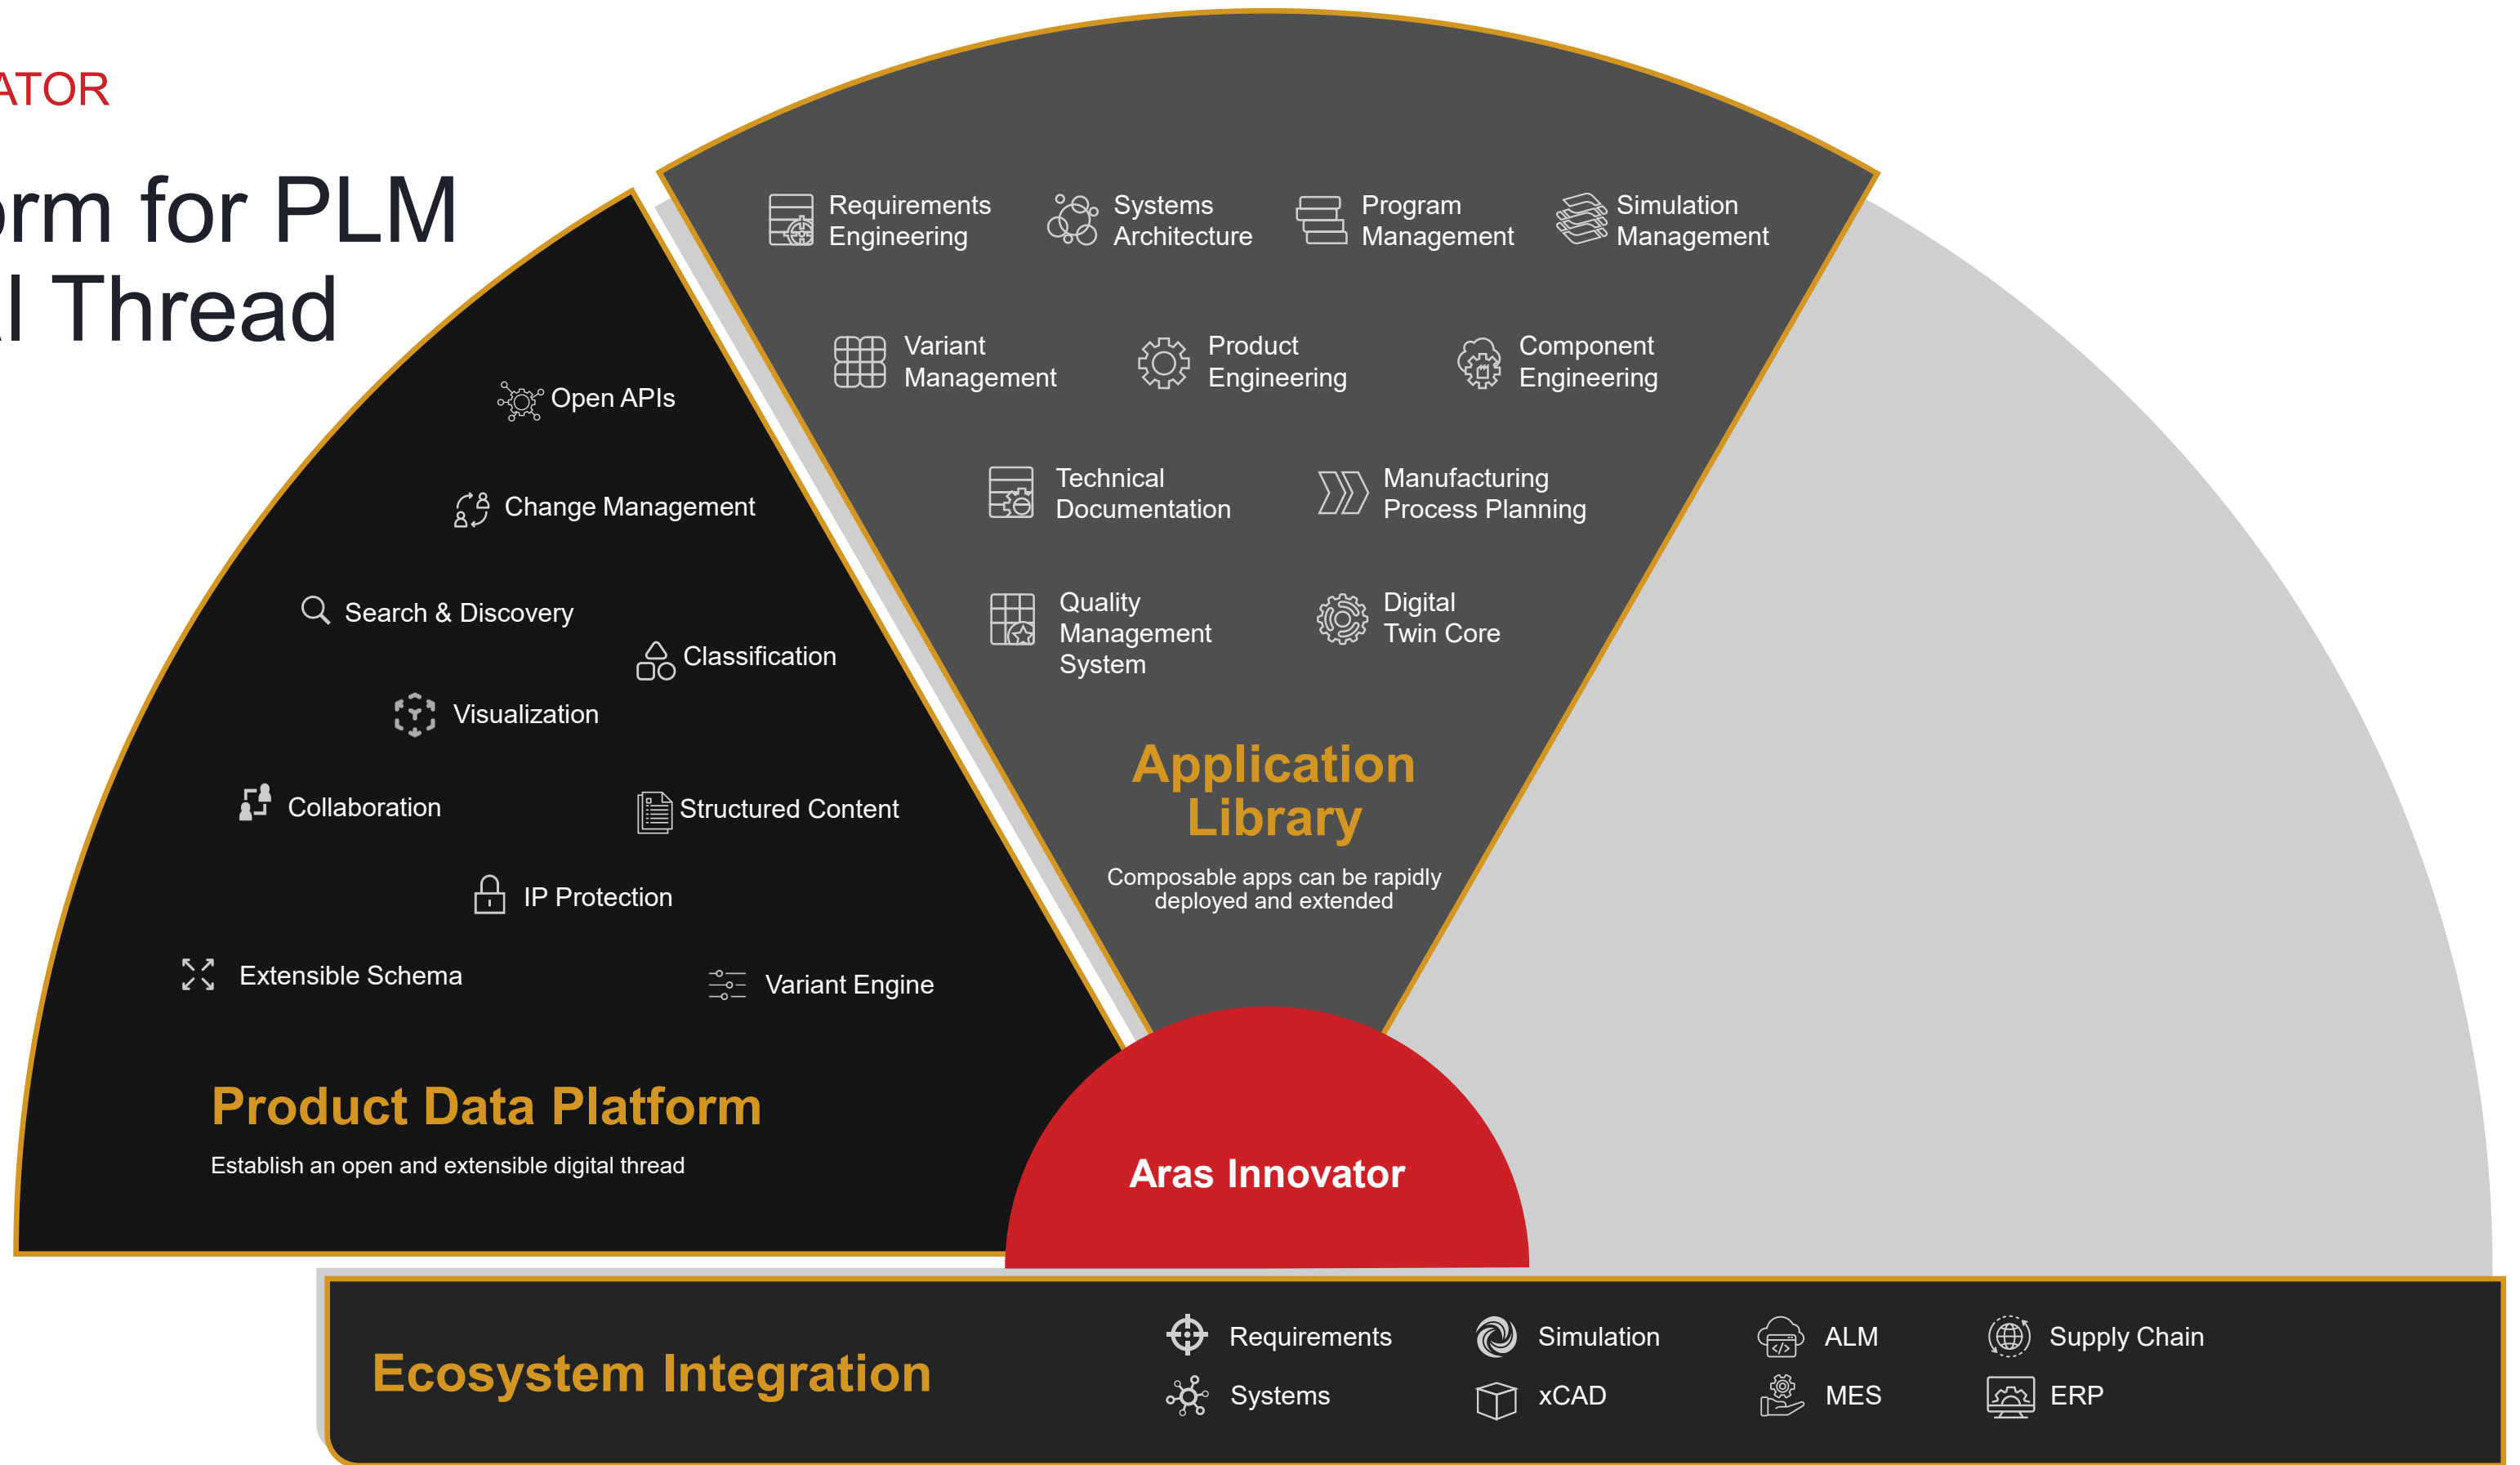 ATOR
orm for PLM
al Thread
Open APIs
Change Management
Search & Discovery
Classification
Visualization
Collaboration
Structured Content
IP Protection
Extensible Schema
Variant Engine
Product Data Platform
Establish an open and extensible digital thread
Requirements
Engineering
Systems
Architecture
Program
Management
Simulation
Management
Variant
Management
Product
Engineering
Component
Engineering
Technical
Documentation
Manufacturing
Process Planning
Quality
Management
System
Digital
Twin Core
Application
Library
Composable apps can be rapidly
deployed and extended
Aras Innovator
Ecosystem Integration
Requirements
Simulation
ALM
Supply Chain
Systems
xCAD
MES
ERP